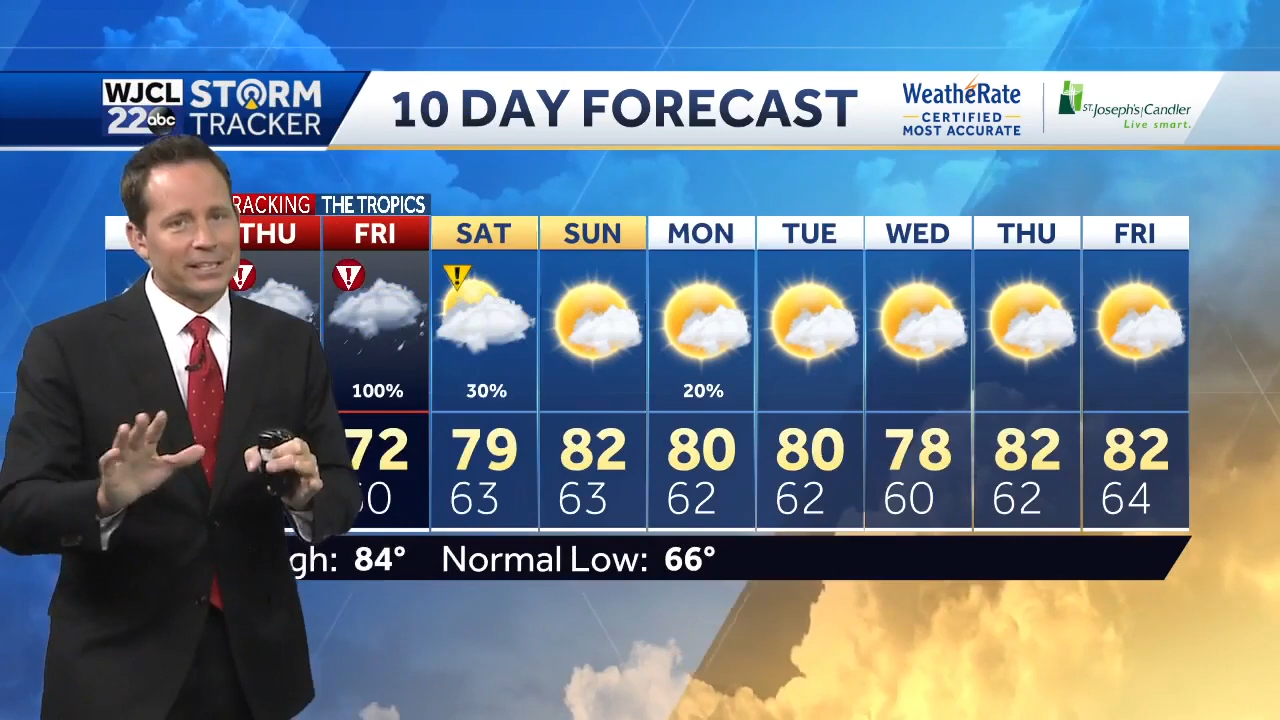 WJCL
22 abc
STORM
TRACKER
10 DAY FORECAST
WeatheRate
CERTIFIED
MOST ACCURATE
ST. Joseph's/Candler
Live smart.
RACKING THE TROPICS
THU FRI SAT SUN MON TUE WED THU FRI
! ! !
100% 30% 20%
72 79 82 80 80 78 82 82
60 63 63 62 62 60 62 64
gh: 84° Normal Low: 66°